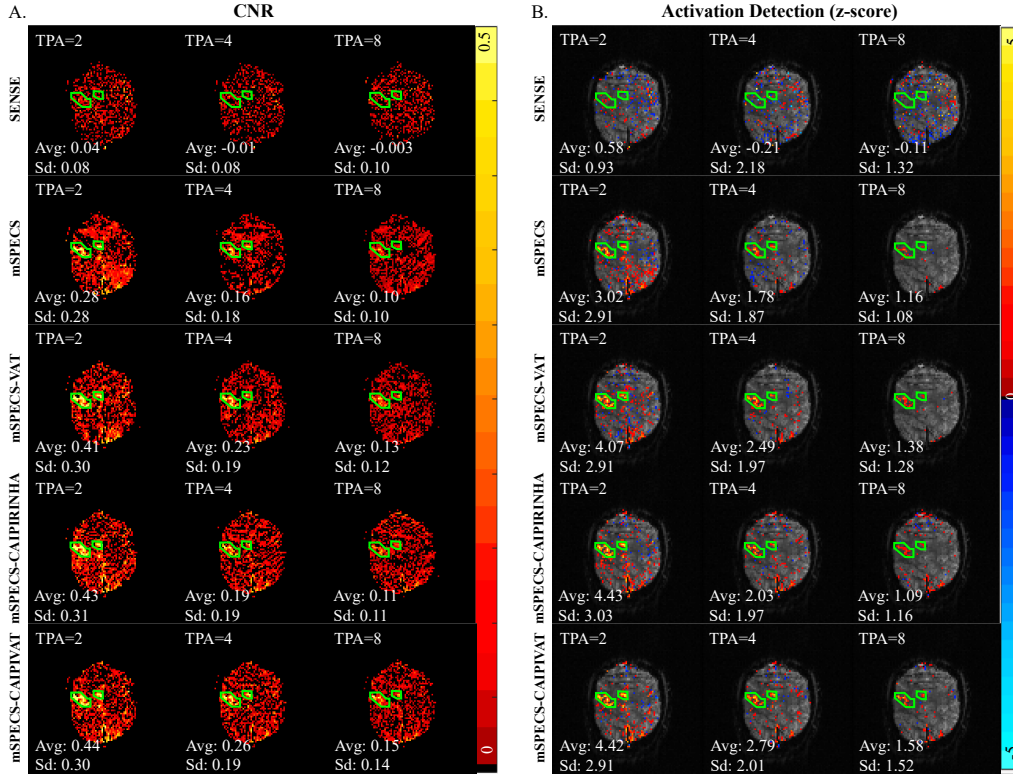 A.
CNR
B.
Activation Detection (z-score)
SENSE
TPA=2
TPA=4
TPA=8
Avg: 0.04
Sd: 0.08
Avg: -0.01
Sd: 0.08
Avg: -0.003
Sd: 0.10
mSPECS
TPA=2
TPA=4
TPA=8
Avg: 0.28
Sd: 0.28
Avg: 0.16
Sd: 0.18
Avg: 0.10
Sd: 0.10
mSPECS-VAT
TPA=2
TPA=4
TPA=8
Avg: 0.41
Sd: 0.30
Avg: 0.23
Sd: 0.19
Avg: 0.13
Sd: 0.12
mSPECS-CAIPIRINHA
TPA=2
TPA=4
TPA=8
Avg: 0.43
Sd: 0.31
Avg: 0.19
Sd: 0.19
Avg: 0.11
Sd: 0.11
mSPECS-CAIPIVAT
TPA=2
TPA=4
TPA=8
Avg: 0.44
Sd: 0.30
Avg: 0.26
Sd: 0.19
Avg: 0.15
Sd: 0.14
0.5
0
SENSE
TPA=2
TPA=4
TPA=8
Avg: 0.58
Sd: 0.93
Avg: -0.21
Sd: 2.18
Avg: -0.11
Sd: 1.32
mSPECS
TPA=2
TPA=4
TPA=8
Avg: 3.02
Sd: 2.91
Avg: 1.78
Sd: 1.87
Avg: 1.16
Sd: 1.08
mSPECS-VAT
TPA=2
TPA=4
TPA=8
Avg: 4.07
Sd: 2.91
Avg: 2.49
Sd: 1.97
Avg: 1.38
Sd: 1.28
mSPECS-CAIPIRINHA
TPA=2
TPA=4
TPA=8
Avg: 4.43
Sd: 3.03
Avg: 2.03
Sd: 1.97
Avg: 1.09
Sd: 1.16
mSPECS-CAIPIVAT
TPA=2
TPA=4
TPA=8
Avg: 4.42
Sd: 2.91
Avg: 2.79
Sd: 2.01
Avg: 1.58
Sd: 1.52
5
0
-5